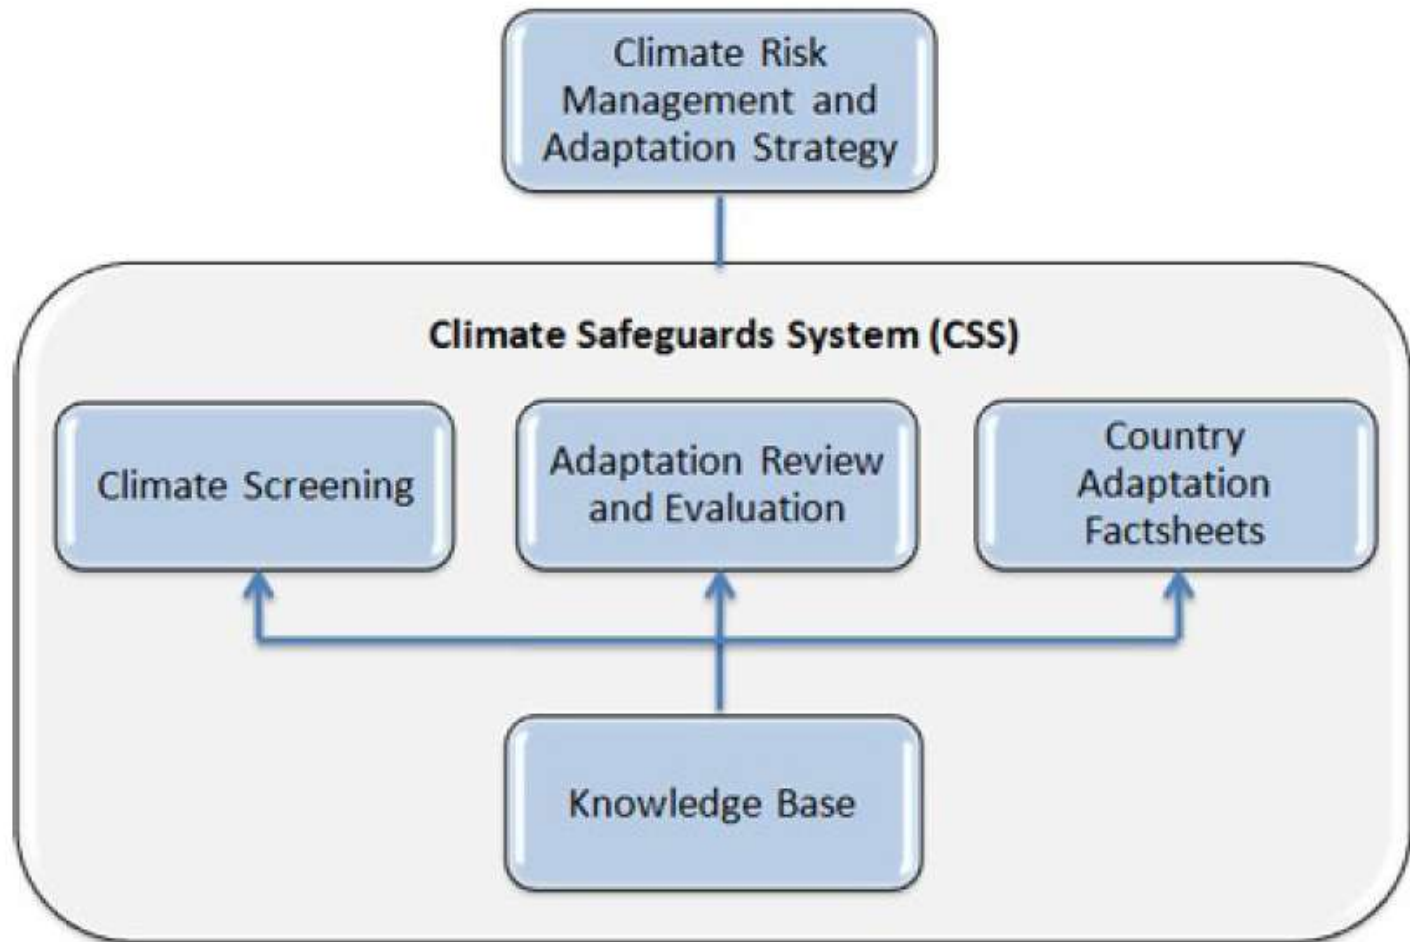 Climate Risk
Management and
Adaptation Strategy
Climate Safeguards System (CSS)
Climate Screening
Adaptation Review
and Evaluation
Country
Adaptation
Factsheets
Knowledge Base